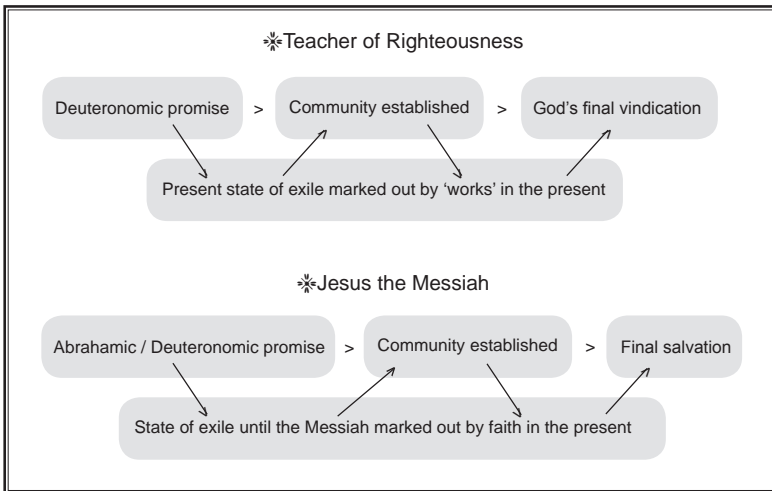 ⁕Teacher of Righteousness
Deuteronomic promise > Community established > God’s final vindication
Present state of exile marked out by ‘works’ in the present
⁕Jesus the Messiah
Abrahamic / Deuteronomic promise > Community established > Final salvation
State of exile until the Messiah marked out by faith in the present